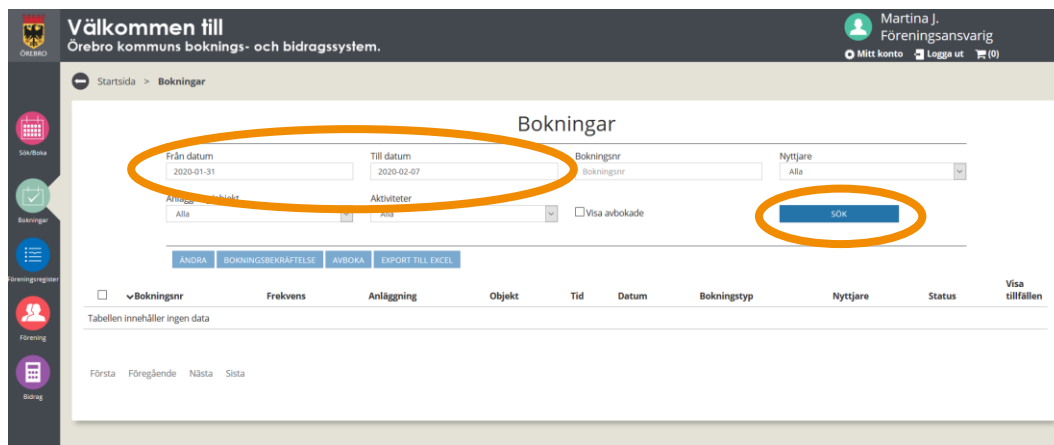 ÖREBRO
Välkommen till
Örebro kommuns boknings- och bidragssystem.
Martina J.
Föreningsansvarig
Mitt konto Logga ut (0)
Startsida > Bokningar
Sök/Boka
Bokningar
Föreningsregister
Förening
Bidrag
Bokningar
Från datum Till datum Bokningsnr Nyttjare
2020-01-31 2020-02-07 Bokningsnr Alla
Aktiviteter
Alla Alla Visa avbokade SÖK
ÄNDRA BOKNINGSBEKRÄFTELSE AVBOKA EXPORT TILL EXCEL
Bokningsnr Frekvens Anläggning Objekt Tid Datum Bokningstyp Nyttjare Status Visa tillfällen
Tabellen innehåller ingen data
Första Föregående Nästa Sista